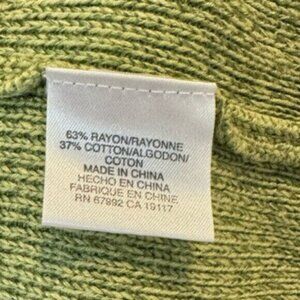 63% RAYON/RAYONNE
37% COTTON/ALGODON/
COTON
MADE IN CHINA
HECHO EN CHINA
FABRIQUE EN CHINE
RN 67892 CA 19117